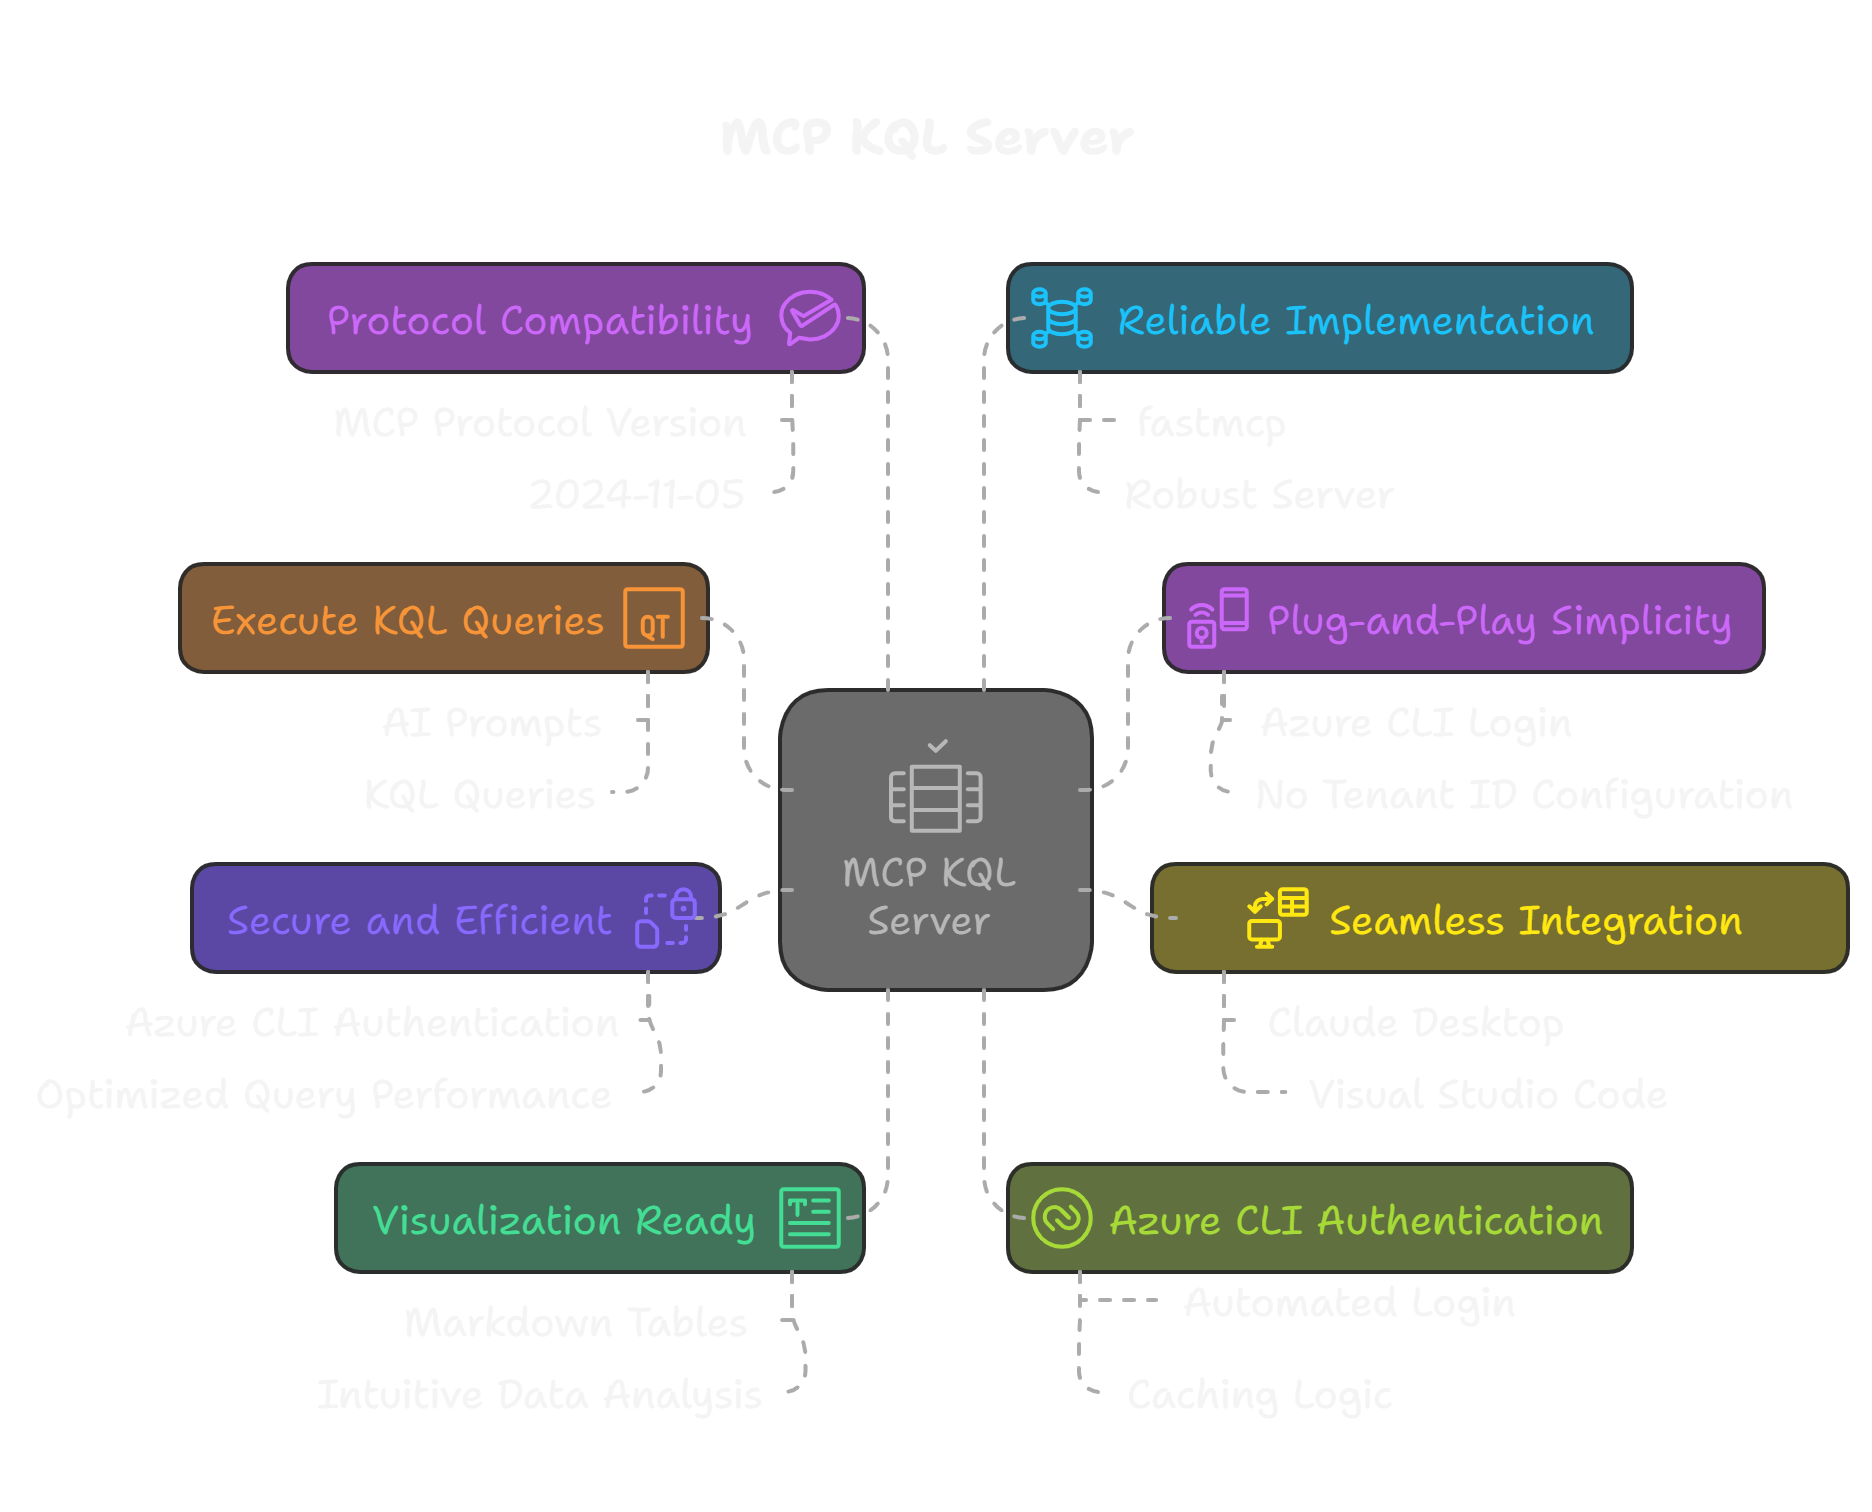 MCP KQL Server
Protocol Compatibility
MCP Protocol Version
2024-11-05
Execute KQL Queries
QT
AI Prompts
KQL Queries
Secure and Efficient
Azure CLI Authentication
Optimized Query Performance
Visualization Ready
T
Markdown Tables
Intuitive Data Analysis
MCP KQL
Server
Reliable Implementation
fastmcp
Robust Server
Plug-and-Play Simplicity
Azure CLI Login
No Tenant ID Configuration
Seamless Integration
Claude Desktop
Visual Studio Code
Azure CLI Authentication
Automated Login
Caching Logic